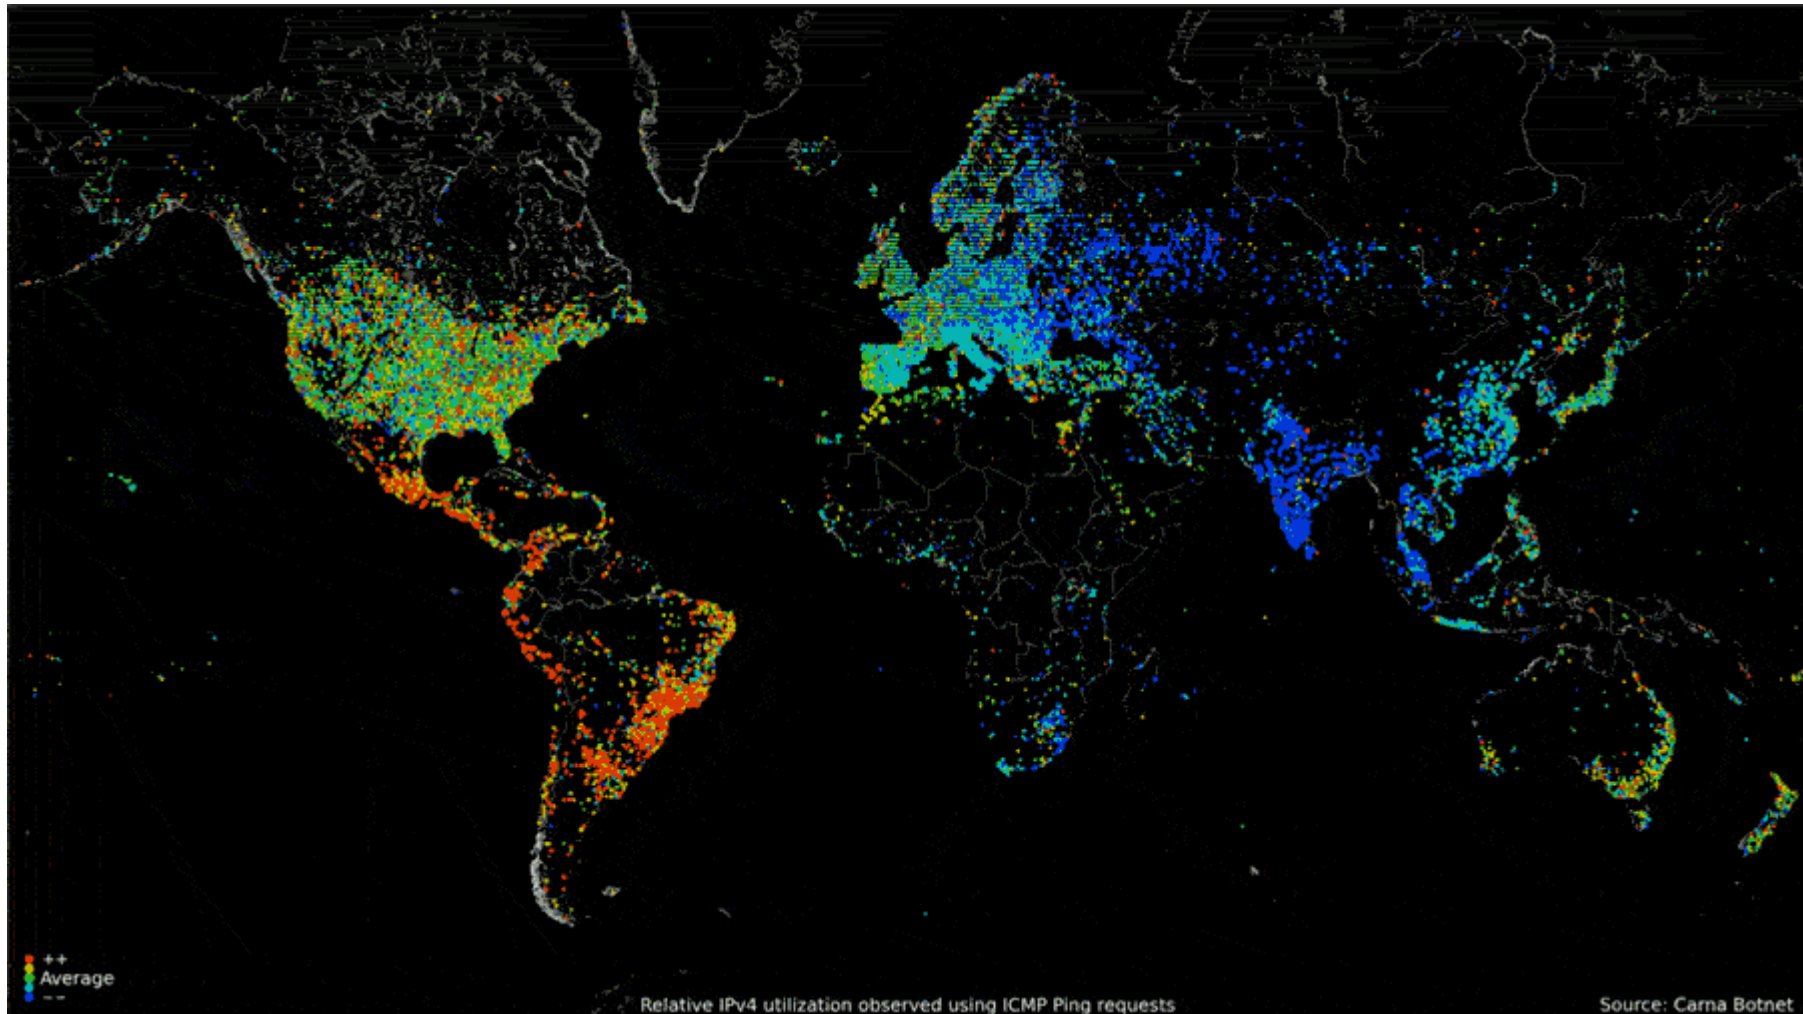 ++
Average
--
Relative IPv4 utilization observed using ICMP Ping requests
Source: Carna Botnet